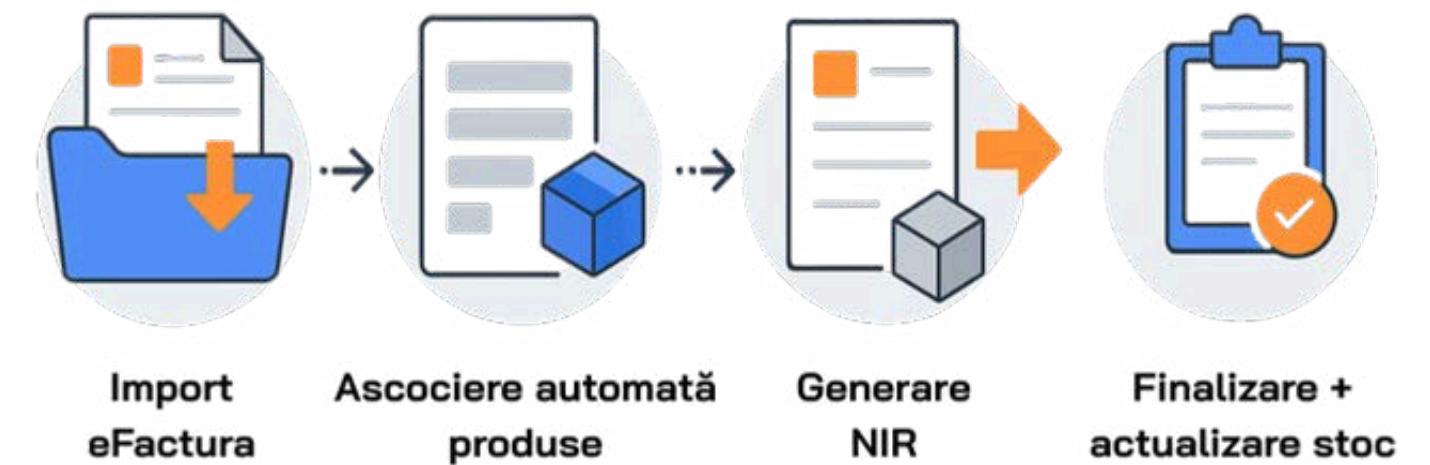 Import
eFactura
Ascociere automată
produse
Generare
NIR
Finalizare +
actualizare stoc